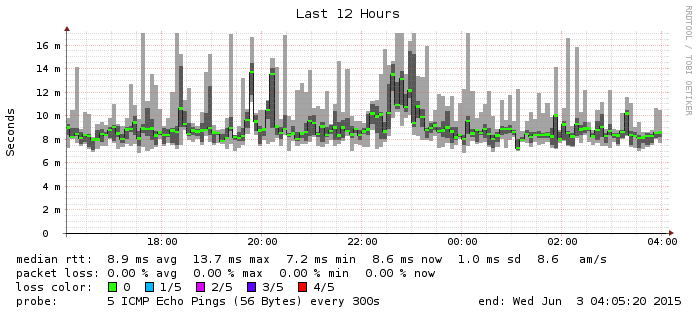 Last 12 Hours
RRDTOOL / TOBI OETIKER
Seconds
16 m
14 m
12 m
10 m
8 m
6 m
4 m
2 m
0
18:00 20:00 22:00 00:00 02:00 04:00
median rtt: 8.9 ms avg 13.7 ms max 7.2 ms min 8.6 ms now 1.0 ms sd 8.6 am/s
packet loss: 0.00 % avg 0.00 % max 0.00 % min 0.00 % now
loss color: 0 1/5 2/5 3/5 4/5
probe: 5 ICMP Echo Pings (56 Bytes) every 300s end: Wed Jun 3 04:05:20 2015